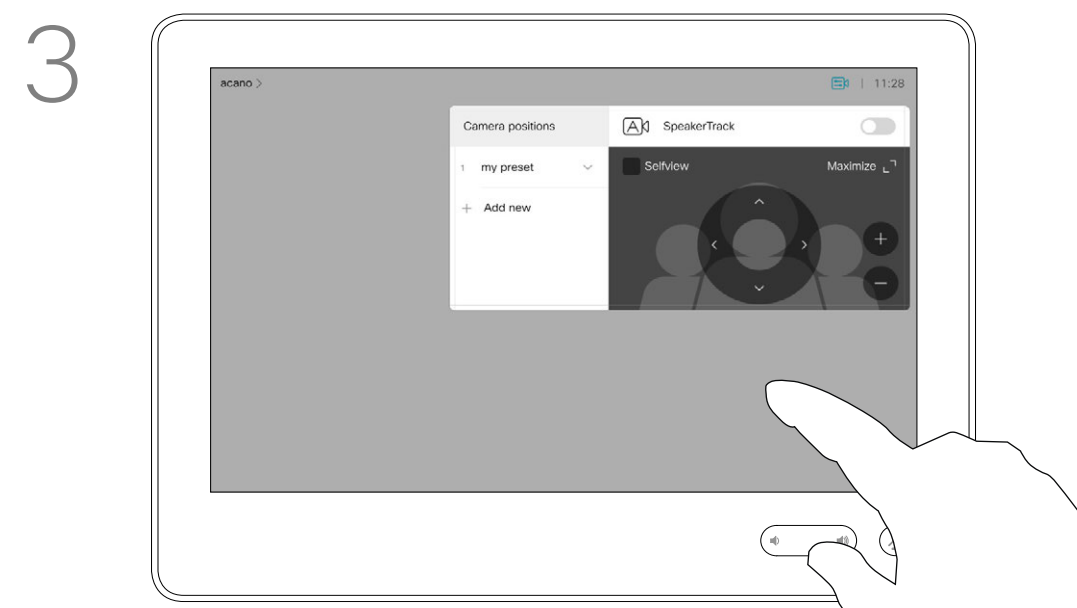 3
acano >
11:28
Camera positions
SpeakerTrack
1 my preset
Selfview
Maximize
+ Add new